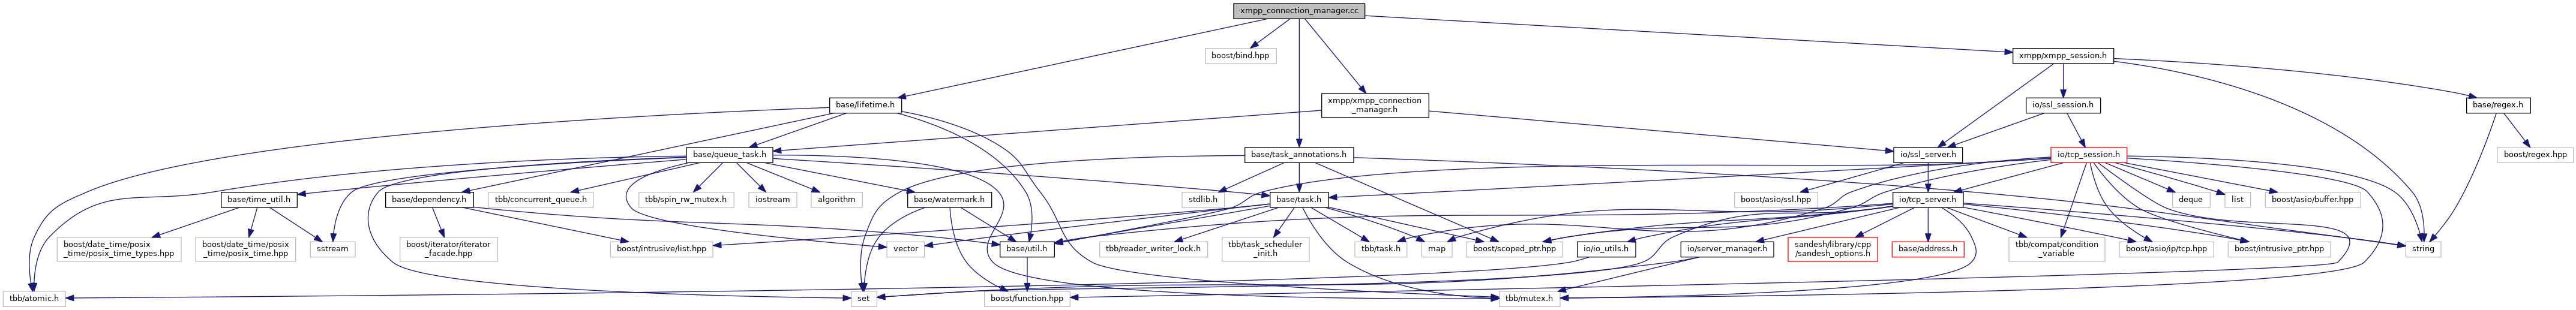 xmpp_connection_manager.cc
boost/bind.hpp
xmpp/xmpp_session.h
base/lifetime.h
xmpp/xmpp_connection
_manager.h
io/ssl_session.h
base/regex.h
base/queue_task.h
base/task_annotations.h
io/ssl_server.h
io/tcp_session.h
boost/regex.hpp
base/time_util.h
base/dependency.h
tbb/concurrent_queue.h
tbb/spin_rw_mutex.h
iostream
algorithm
base/watermark.h
stdlib.h
base/task.h
boost/asio/ssl.hpp
io/tcp_server.h
deque
list
boost/asio/buffer.hpp
boost/date_time/posix
_time/posix_time_types.hpp
boost/date_time/posix
_time/posix_time.hpp
sstream
boost/iterator/iterator
_facade.hpp
boost/intrusive/list.hpp
vector
base/util.h
tbb/reader_writer_lock.h
tbb/task_scheduler
_init.h
tbb/task.h
map
boost/scoped_ptr.hpp
io/io_utils.h
io/server_manager.h
sandesh/library/cpp
/sandesh_options.h
base/address.h
tbb/compat/condition
_variable
boost/asio/ip/tcp.hpp
boost/intrusive_ptr.hpp
string
tbb/atomic.h
set
boost/function.hpp
tbb/mutex.h